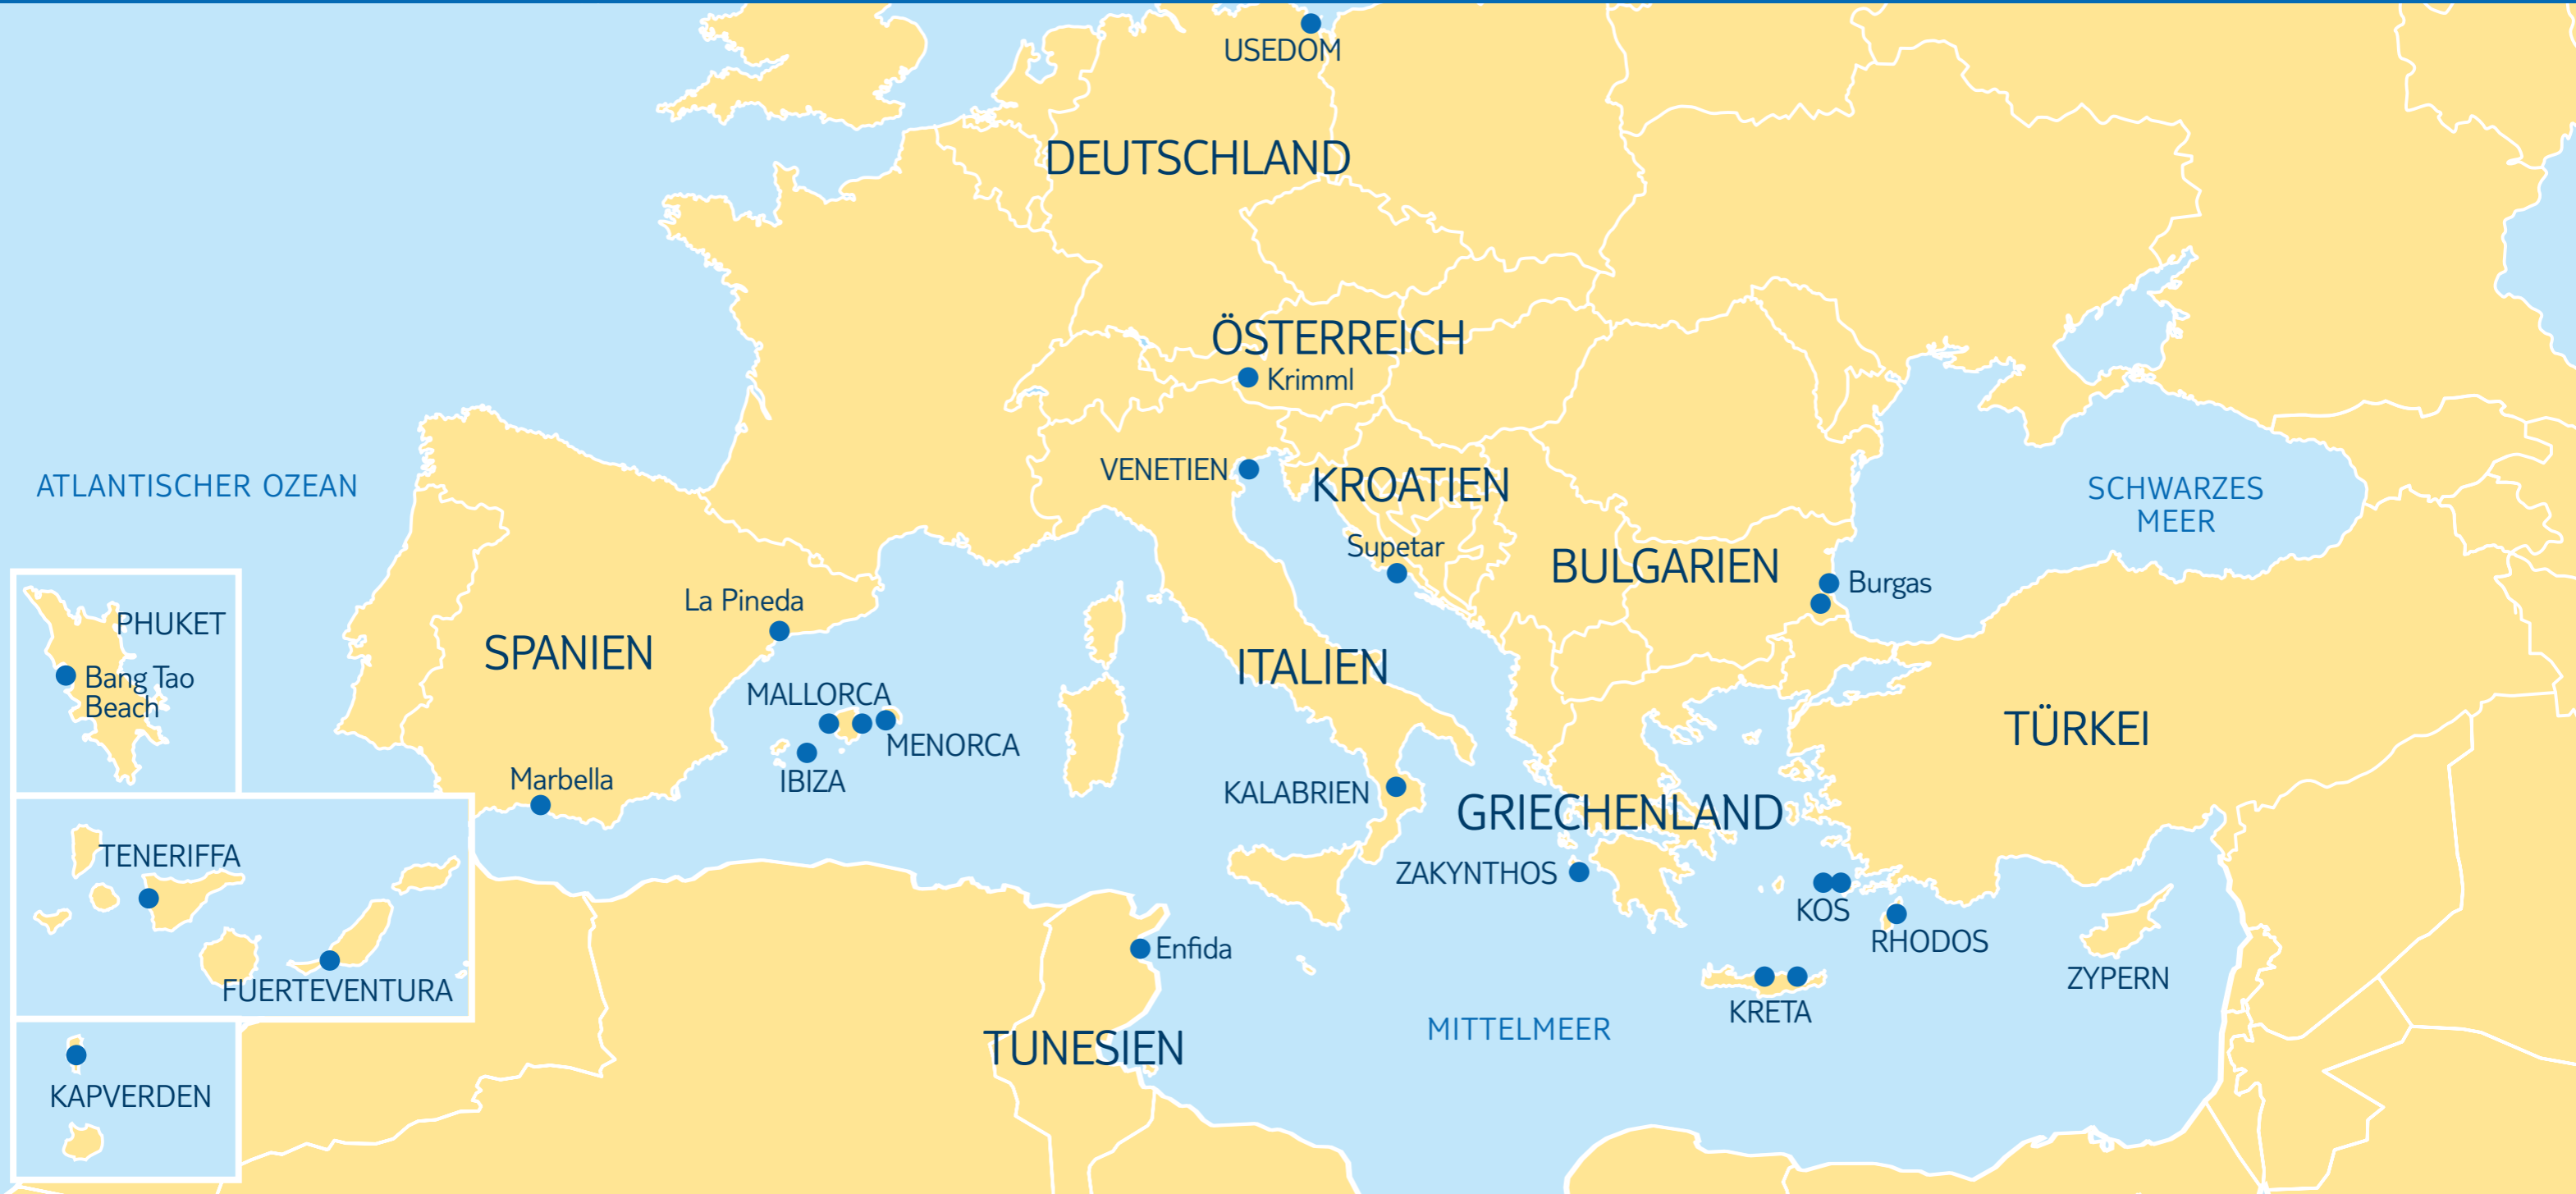 USEDOM
DEUTSCHLAND
ÖSTERREICH
Krimml
VENETIEN
KROATIEN
ATLANTISCHER OZEAN
SCHWARZES
MEER
Supetar
BULGARIEN
Burgas
La Pineda
PHUKET
SPANIEN
ITALIEN
Bang Tao
Beach
MALLORCA
TÜRKEI
MENORCA
Marbella
IBIZA
KALABRIEN
GRIECHENLAND
TENERIFFA
ZAKYNTHOS
KOS
RHODOS
Enfida
ZYPERN
FUERTEVENTURA
KRETA
MITTELMEER
TUNESIEN
KAPVERDEN